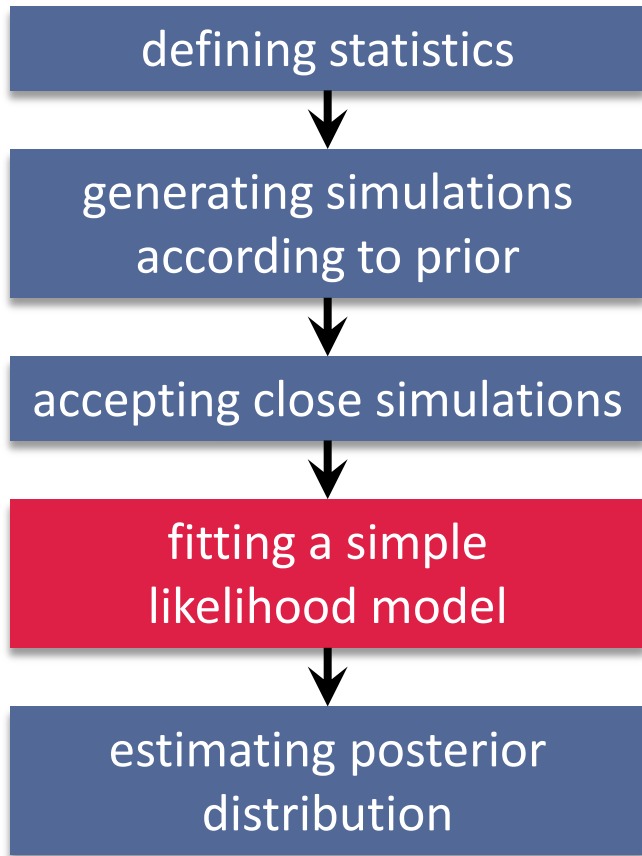 defining statistics
generating simulations
according to prior
accepting close simulations
fitting a simple
likelihood model
estimating posterior
distribution